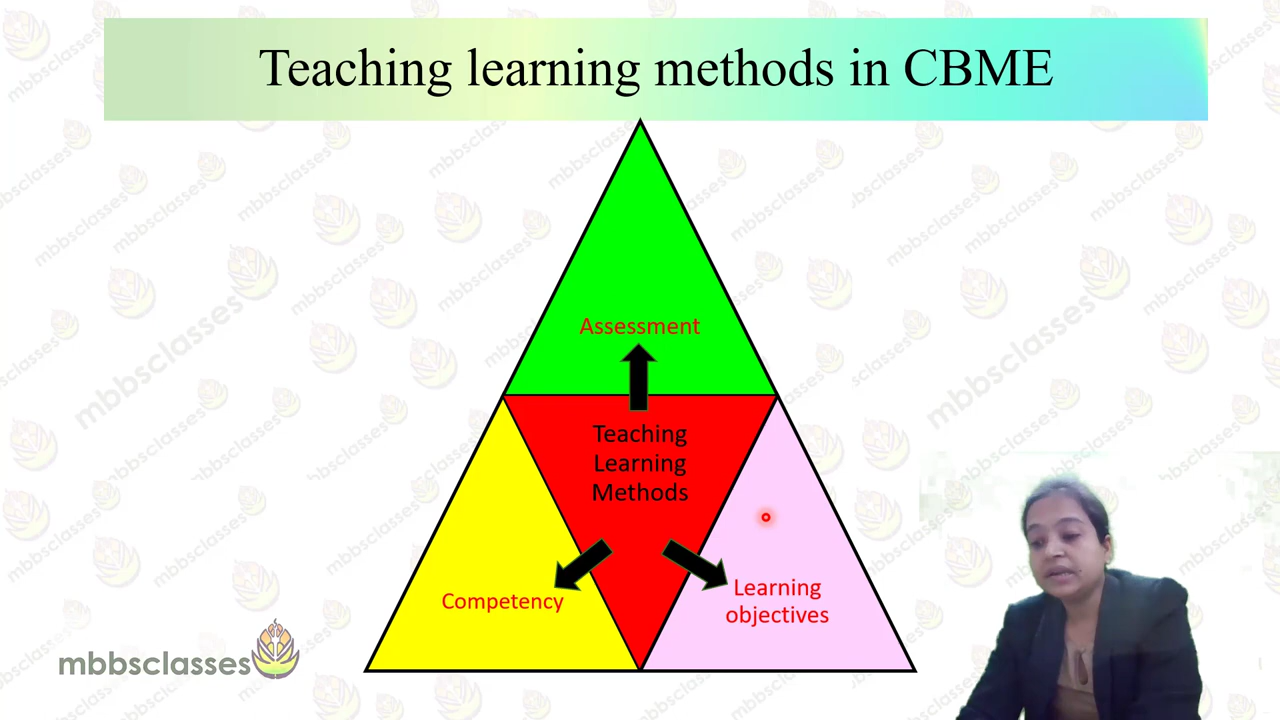 Teaching learning methods in CBME
Assessment
Teaching
Learning
Methods
Competency
Learning
objectives
mbbsclasses